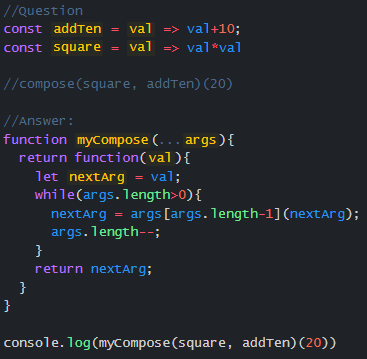 //Question
const addTen = val => val+10;
const square = val => val*val
//compose(square, addTen)(20)
//Answer:
function myCompose(...args){
return function(val){
let nextArg = val;
while(args.length>0){
nextArg = args[args.length-1](nextArg);
args.length--;
}
return nextArg;
}
}
console.log(myCompose(square, addTen)(20))